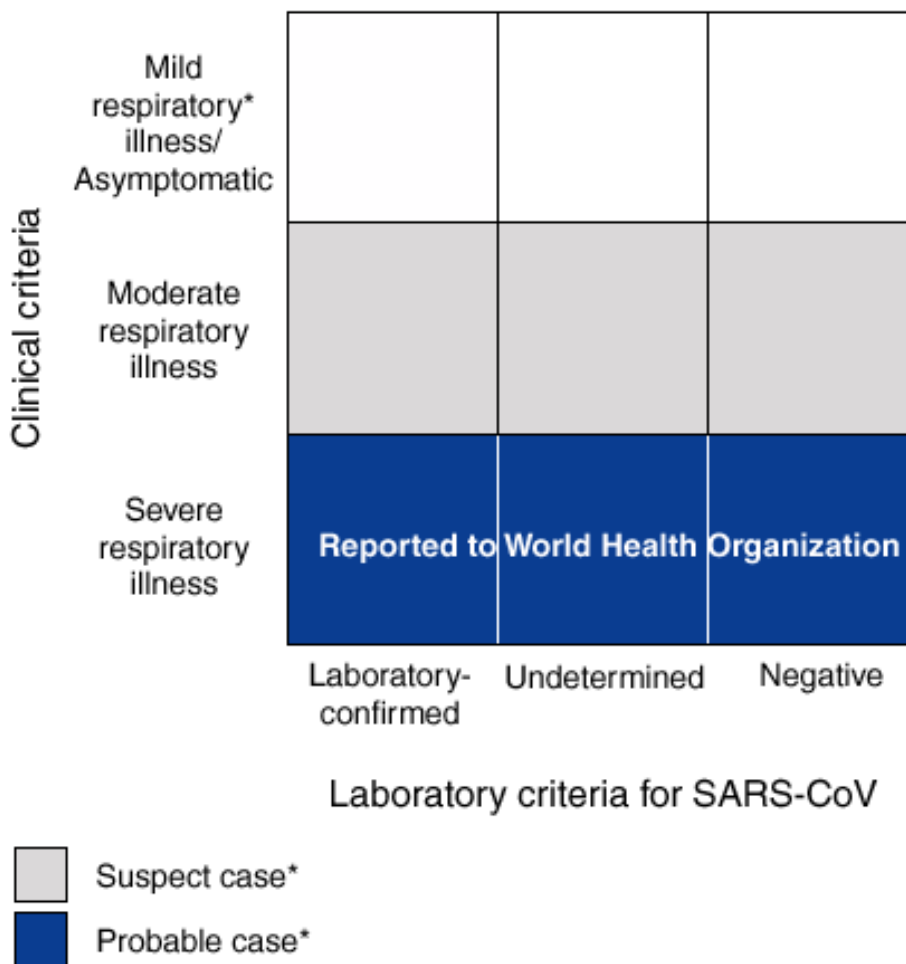 Clinical criteria
Mild
respiratory*
illness/
Asymptomatic
Moderate
respiratory
illness
Severe
respiratory
illness
Reported to World Health Organization
Laboratory-
confirmed
Undetermined
Negative
Laboratory criteria for SARS-CoV
Suspect case*
Probable case*